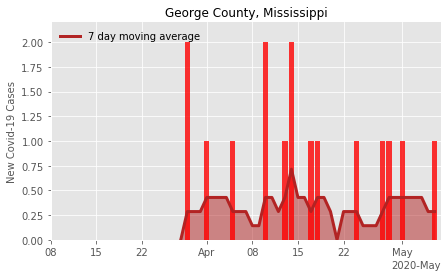 George County, Mississippi
7 day moving average
New Covid-19 Cases
2.00
1.75
1.50
1.25
1.00
0.75
0.50
0.25
0.00
08 15 22 Apr 08 15 22 May
2020-May